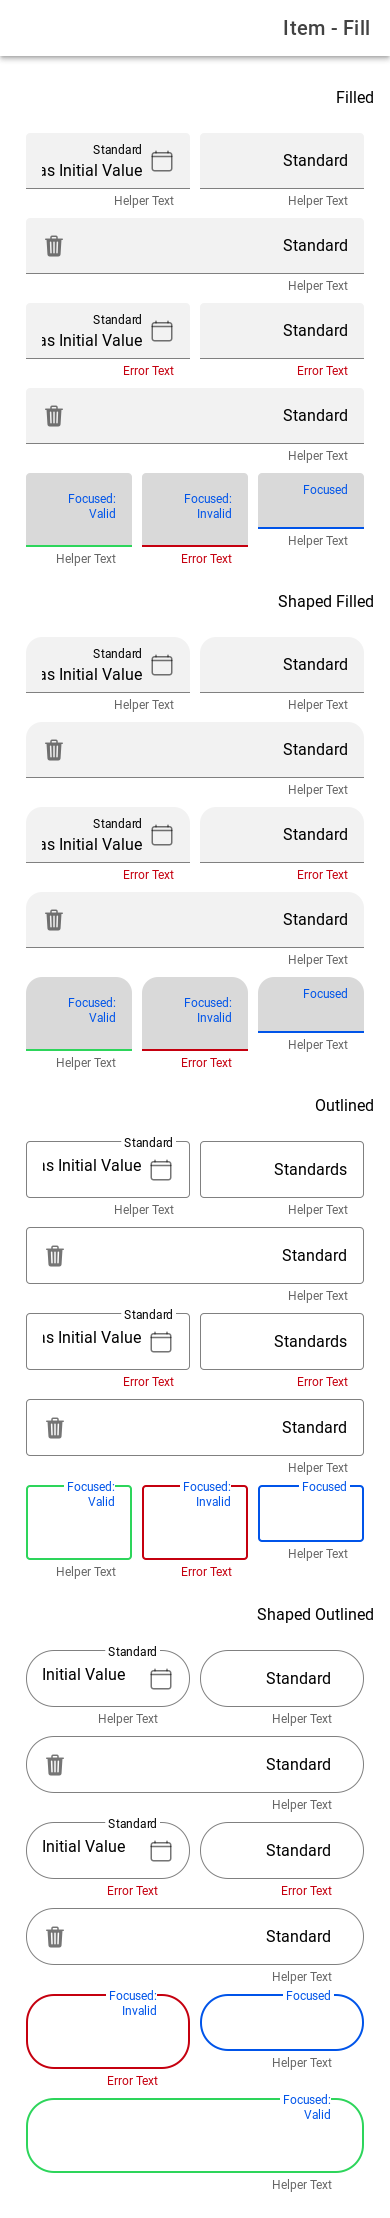 Item - Fill
Filled
Standard
as Initial Value
Standard
Helper Text
Helper Text
Standard
Helper Text
Standard
as Initial Value
Standard
Error Text
Error Text
Standard
Helper Text
Focused:
Valid
Helper Text
Focused:
Invalid
Error Text
Focused
Helper Text
Shaped Filled
Standard
as Initial Value
Standard
Helper Text
Helper Text
Standard
Helper Text
Standard
as Initial Value
Standard
Error Text
Error Text
Standard
Helper Text
Focused:
Valid
Helper Text
Focused:
Invalid
Error Text
Focused
Helper Text
Outlined
Standard
Initial Value
Standards
Helper Text
Helper Text
Standard
Helper Text
Standard
Initial Value
Standards
Error Text
Error Text
Standard
Helper Text
Focused:
Valid
Helper Text
Focused:
Invalid
Error Text
Focused
Helper Text
Shaped Outlined
Standard
Initial Value
Standard
Helper Text
Helper Text
Standard
Helper Text
Standard
Initial Value
Standard
Error Text
Error Text
Standard
Helper Text
Focused:
Invalid
Error Text
Focused
Helper Text
Focused:
Valid
Helper Text